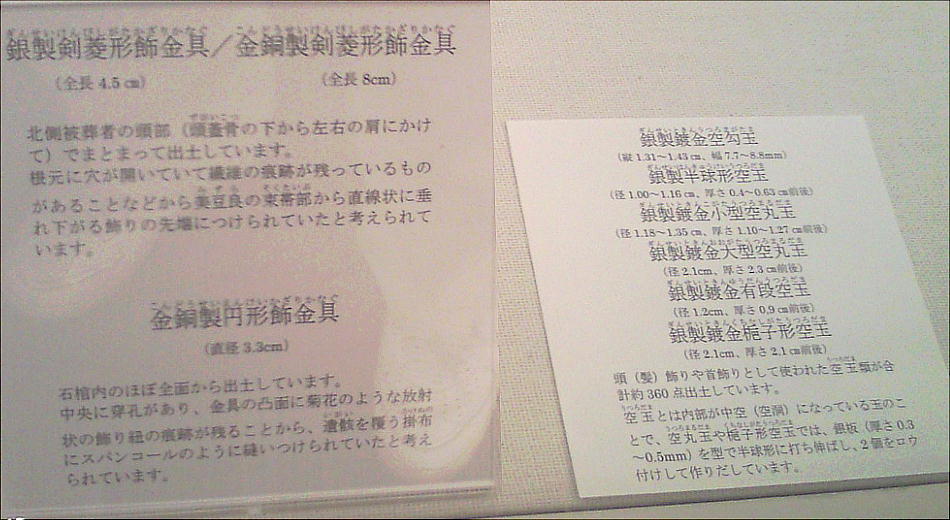 銀製剣菱形飾金具／金銅製剣菱形飾金具
(全長 4.5 ㎝) (全長 8cm)
北側被葬者の頭部（頭蓋骨の下から左右の肩にかけ
て）でまとまって出土しています。
根元に穴が開いていて繊維の痕跡が残っているもの
があることなどから美豆良の束帯部から直線状に垂
れ下がる飾りの先端につけられていたと考えられて
います。
金銅製円形飾金具
(直径 3.3cm)
石棺内のほぼ全面から出土しています。
中央に穿孔があり、金具の凸面に菊花のような放射
状の飾り紐の痕跡が残ることから、遺骸を覆う掛布
にスパンコールのように縫いつけられていたと考え
られています。
銀製鍍金空勾玉
(縦 1.31～1.43 ㎝、幅 7.7～8.8mm)
銀製半球形空玉
(径 1.00～1.16 ㎝，厚さ 0.4～0.63 ㎝前後)
銀製鍍金小型空丸玉
(径 1.18～1.35 ㎝，厚さ 1.10～1.27 ㎝前後)
銀製鍍金大型空丸玉
(径 2.1cm、厚さ 2.3 ㎝前後)
銀製鍍金有段空玉
(径 1.2cm、厚さ 0.9 ㎝前後)
銀製鍍金梔子形空玉
(径 2.1cm、厚さ 2.1 ㎝前後)
頭（髪）飾りや首飾りとして使われた空玉類が合
計約 360 点出土しています。
空玉とは内部が中空（空洞）になっている玉のこ
とで、空丸玉や梔子形空玉では、銀板（厚さ 0.3
～0.5mm）を型で半球形に打ち伸ばし、2 個をロウ
付けして作りだしています。